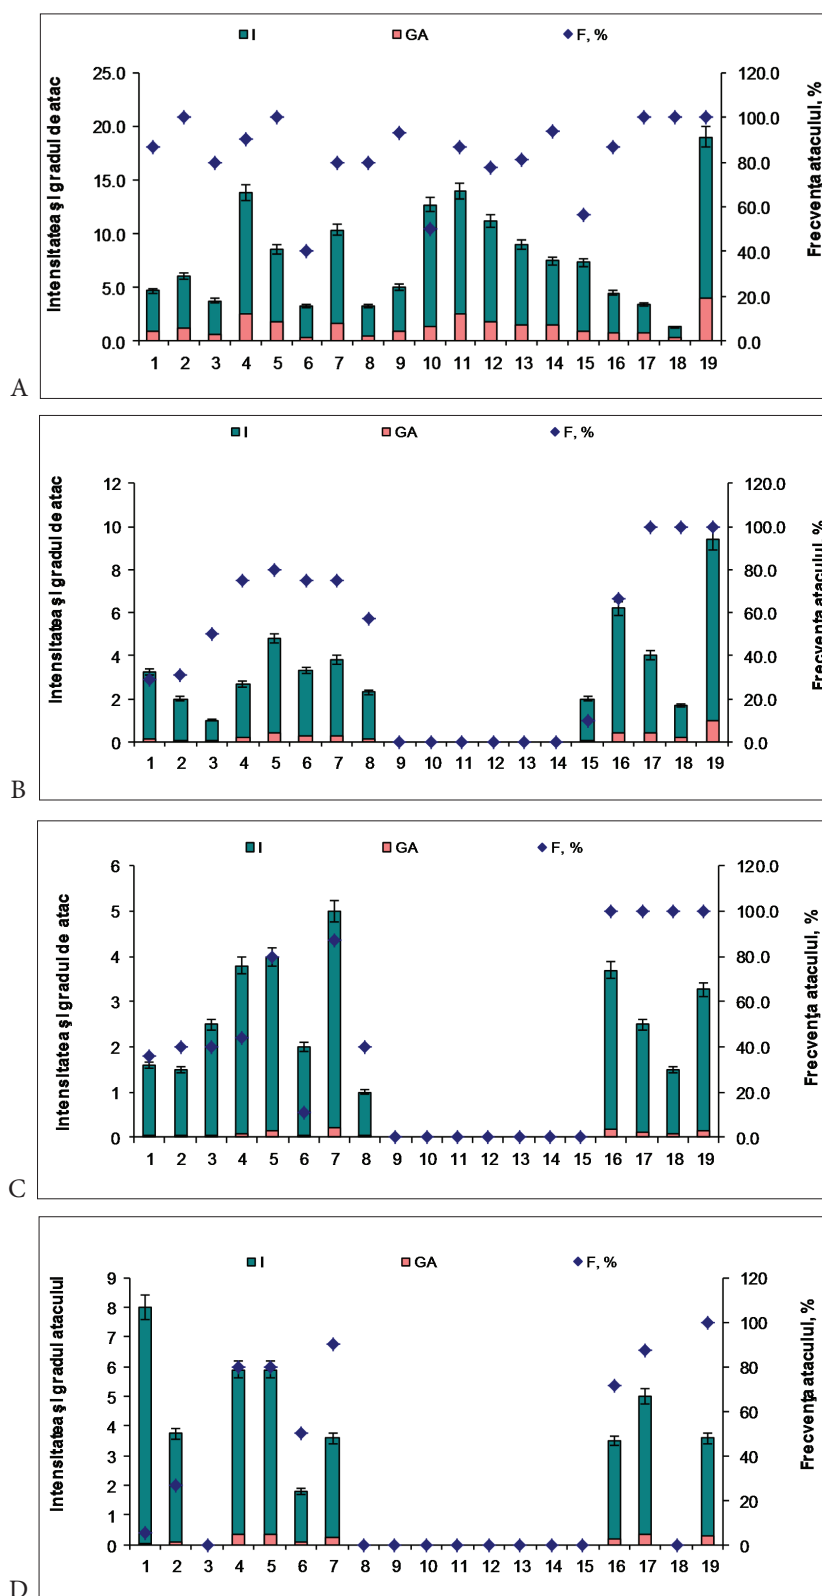 I GA F, %
Intensitatea şi gradul de atac
25.0 20.0 15.0 10.0 5.0 0.0
120.0 100.0 80.0 60.0 40.0 20.0 0.0
Frecvenţa atacului, %
1 2 3 4 5 6 7 8 9 10 11 12 13 14 15 16 17 18 19
A
I GA F, %
Intensitatea şi gradul de atac
12 10 8 6 4 2 0
120.0 100.0 80.0 60.0 40.0 20.0 0.0
Frecvenţa atacului, %
1 2 3 4 5 6 7 8 9 10 11 12 13 14 15 16 17 18 19
B
I GA F, %
Intensitatea şi gradul de atac
6 5 4 3 2 1 0
120.0 100.0 80.0 60.0 40.0 20.0 0.0
Frecvenţa atacului, %
1 2 3 4 5 6 7 8 9 10 11 12 13 14 15 16 17 18 19
C
I GA F, %
Intensitatea şi gradul atacului
9 8 7 6 5 4 3 2 1 0
120 100 80 60 40 20 0
Frecvenţa atacului, %
1 2 3 4 5 6 7 8 9 10 11 12 13 14 15 16 17 18 19
D